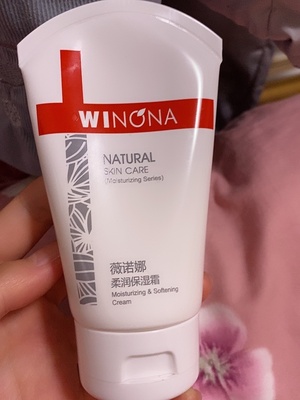 WINONA
NATURAL
SKIN CARE
(Moisturizing Series)
薇诺娜
柔润保湿霜
Moisturizing & Softening
Cream